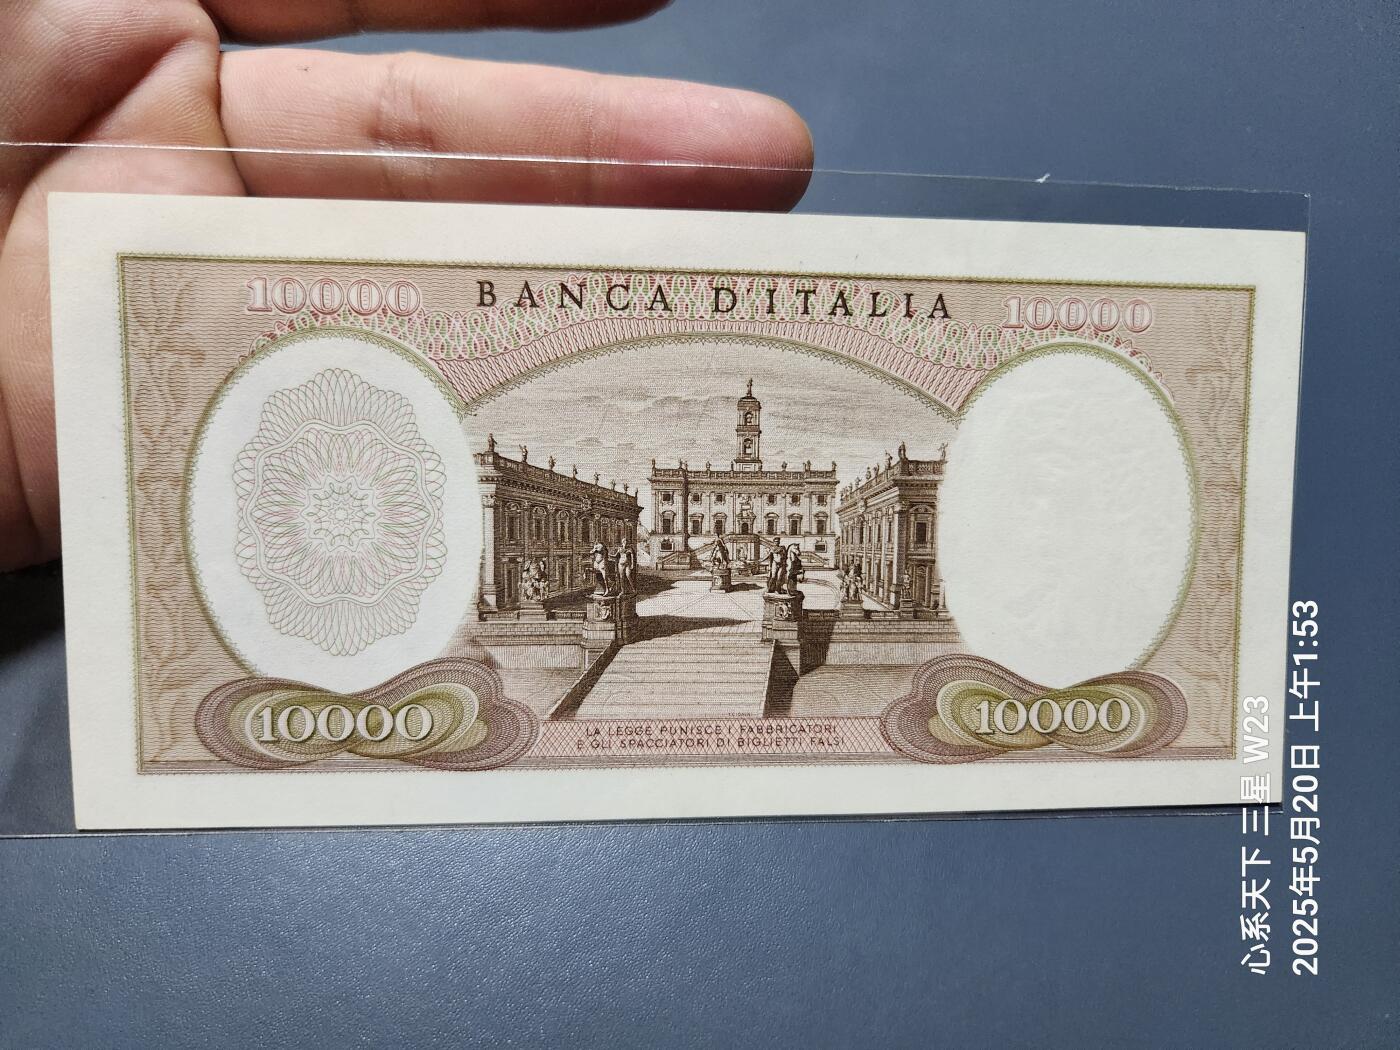 10000 BANCA D'ITALIA 10000
10000
LA LEGGE PUNISCE I FABBRICATORI
E GLI SPACCIATORI DI BIGLIETTI FALSI
10000
心系天下 三星 W23
2025年5月20日 上午1:53